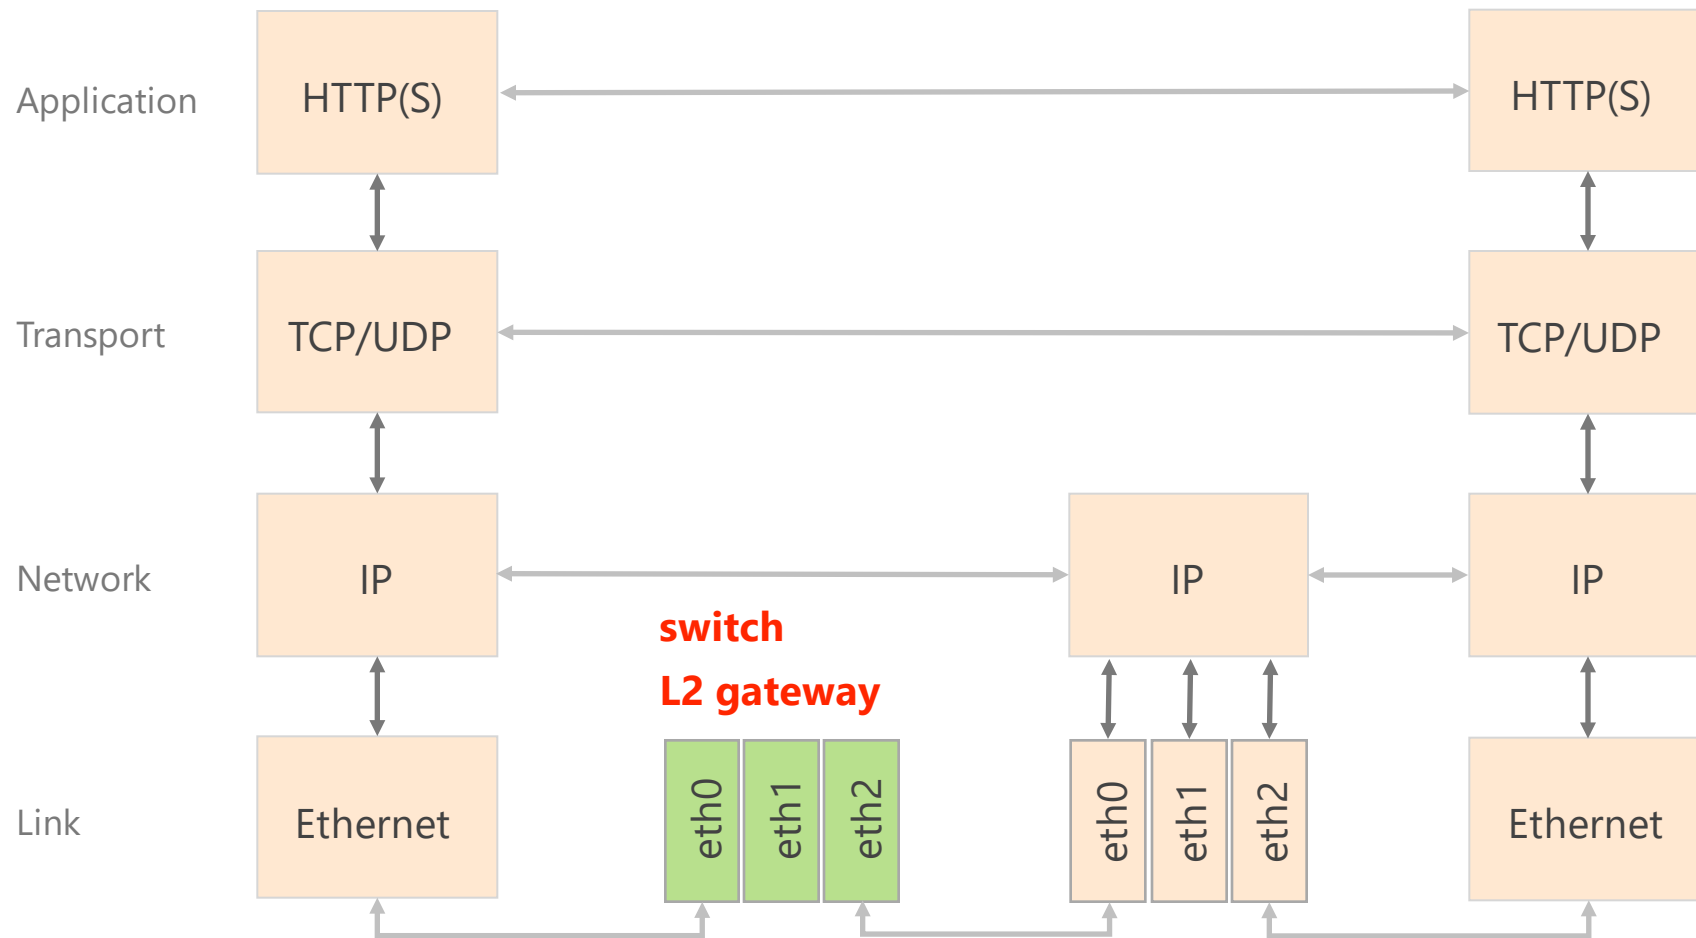 Application
HTTP(S)
HTTP(S)
Transport
TCP/UDP
TCP/UDP
Network
IP
IP
IP
switch
L2 gateway
Link
Ethernet
eth0
eth1
eth2
eth0
eth1
eth2
Ethernet